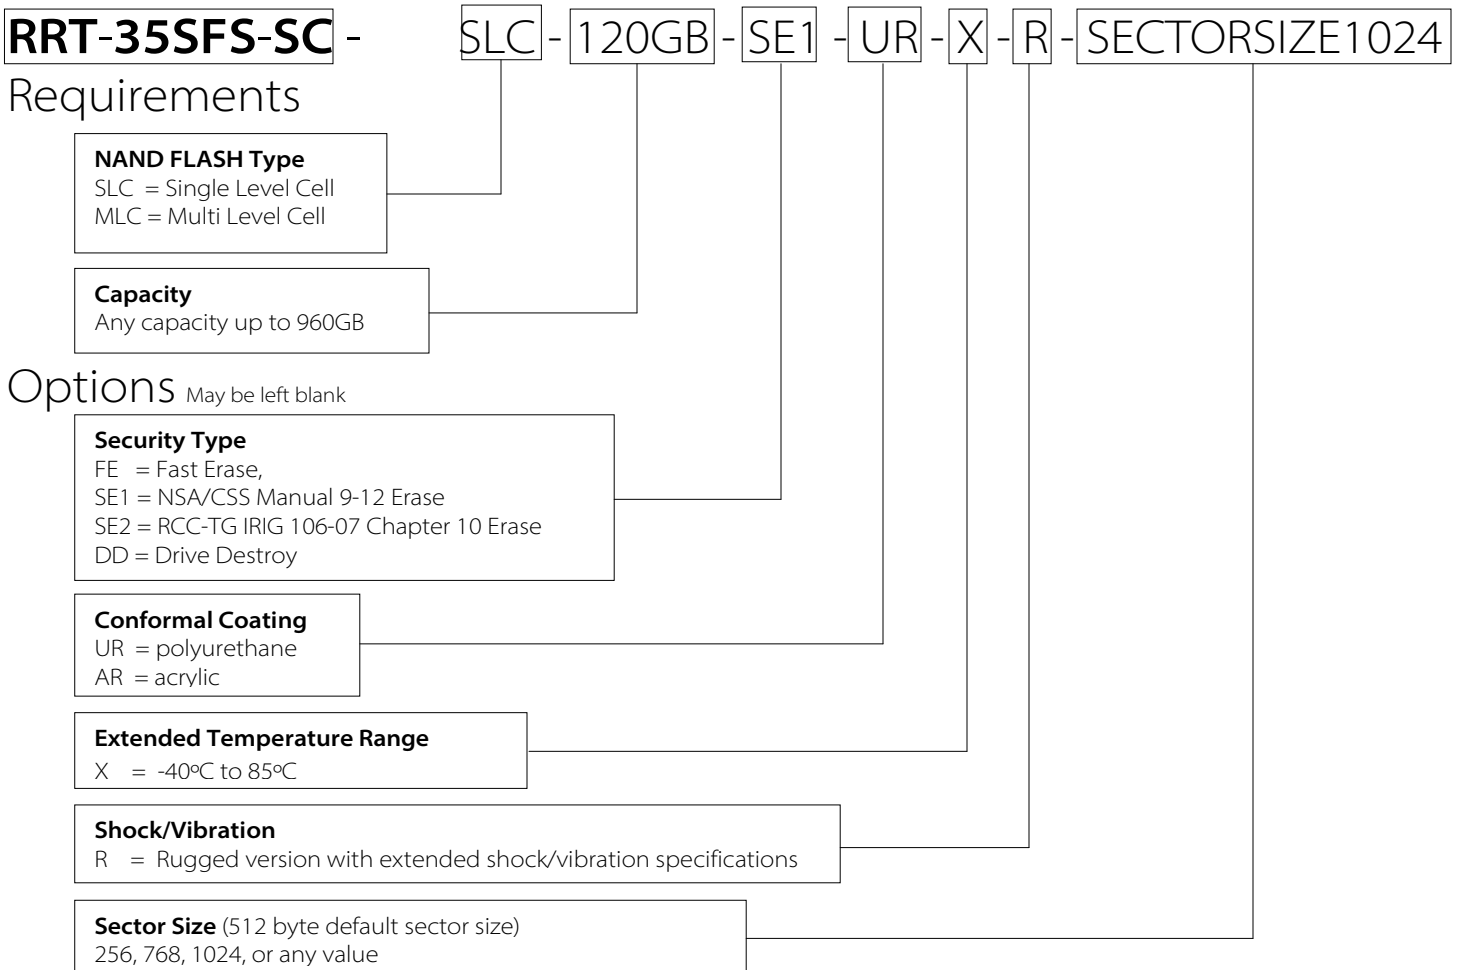 RRT-35SFS-SC - SLC - 120GB - SE1 - UR - X - R - SECTORSIZE1024
Requirements
NAND FLASH Type
SLC = Single Level Cell
MLC = Multi Level Cell
Capacity
Any capacity up to 960GB
Options May be left blank
Security Type
FE = Fast Erase,
SE1 = NSA/CSS Manual 9-12 Erase
SE2 = RCC-TG IRIG 106-07 Chapter 10 Erase
DD = Drive Destroy
Conformal Coating
UR = polyurethane
AR = acrylic
Extended Temperature Range
X = -40ºC to 85ºC
Shock/Vibration
R = Rugged version with extended shock/vibration specifications
Sector Size (512 byte default sector size)
256, 768, 1024, or any value